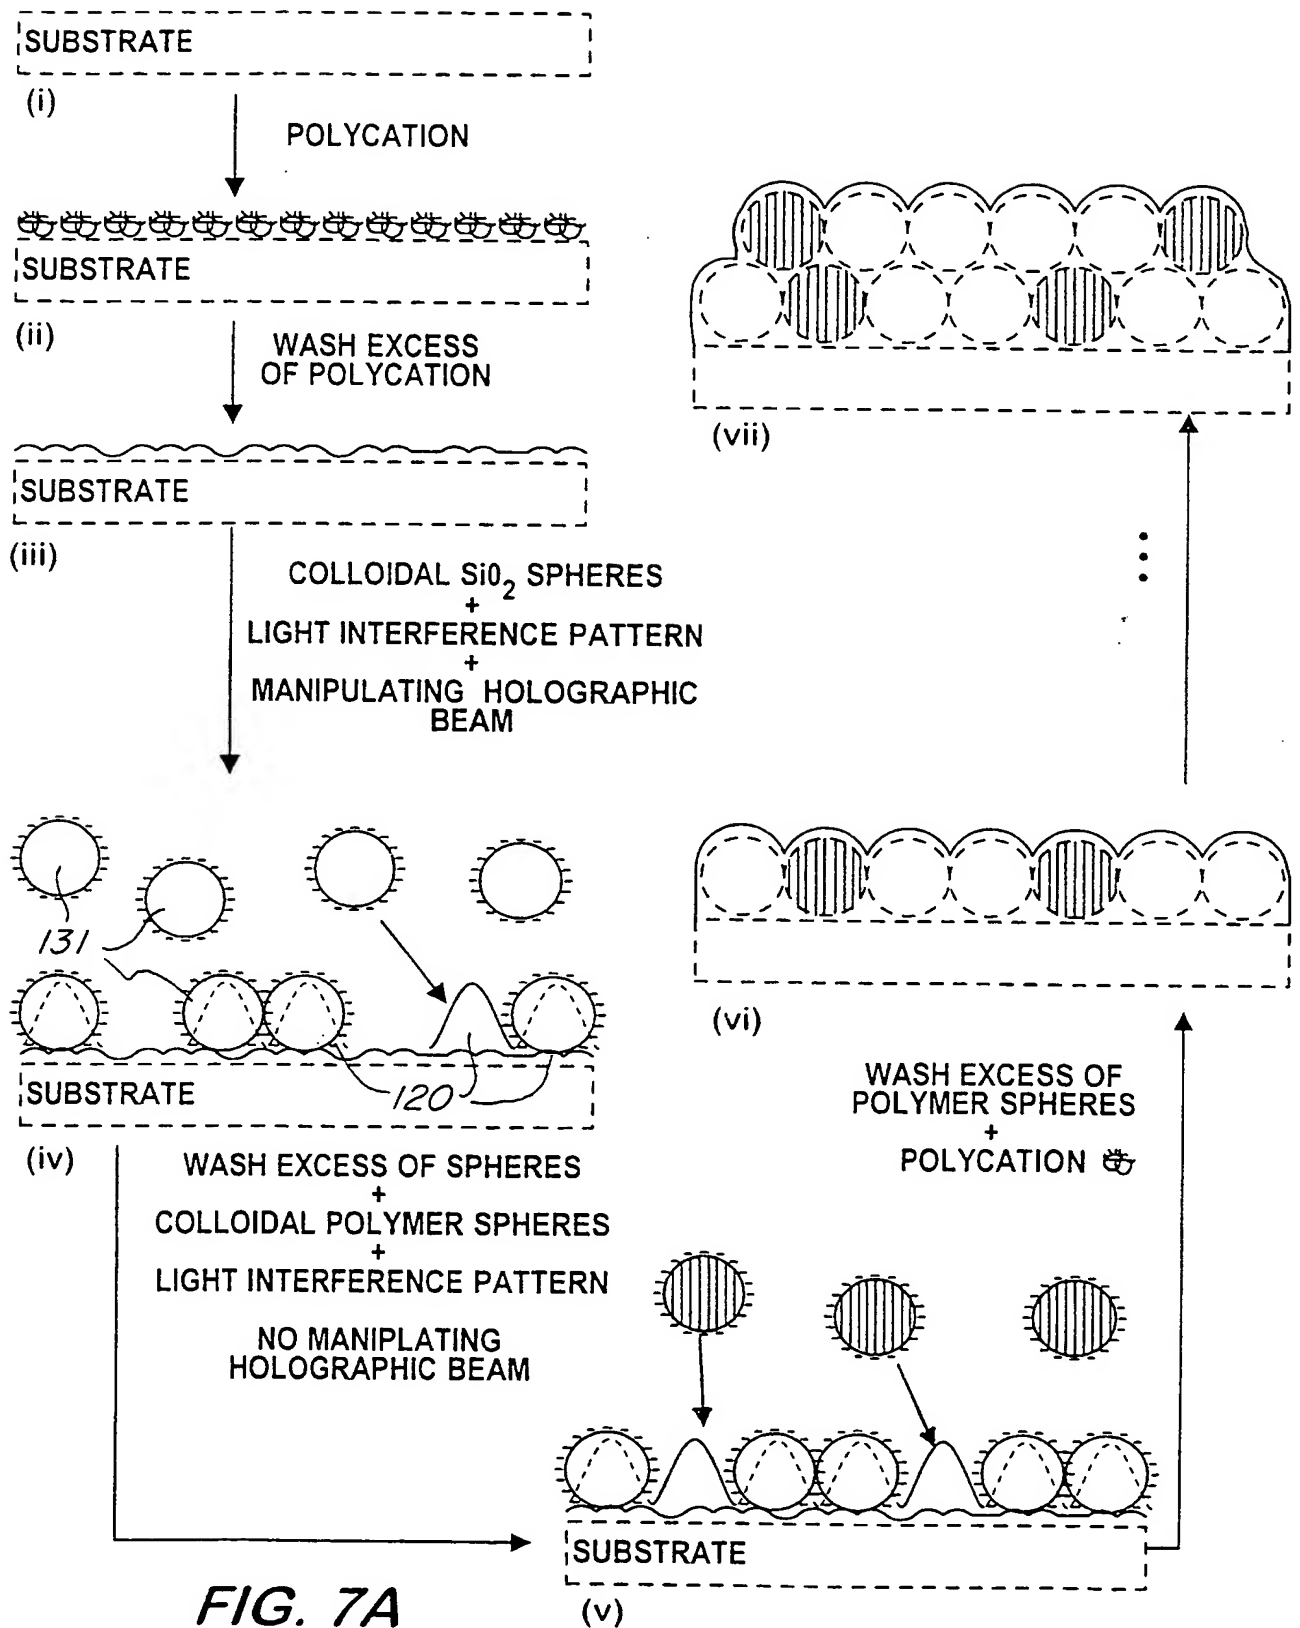 SUBSTRATE
(i)
POLYCATION
SUBSTRATE
(ii)
WASH EXCESS
OF POLYCATION
SUBSTRATE
(iii)
COLLOIDAL SiO2 SPHERES
+
LIGHT INTERFERENCE PATTERN
+
MANIPULATING HOLOGRAPHIC
BEAM
131
120
SUBSTRATE
(iv)
WASH EXCESS OF SPHERES
+
COLLOIDAL POLYMER SPHERES
+
LIGHT INTERFERENCE PATTERN
NO MANIPLATING
HOLOGRAPHIC BEAM
SUBSTRATE
(v)
WASH EXCESS OF
POLYMER SPHERES
+
POLYCATION
(vi)
(vii)
FIG. 7A